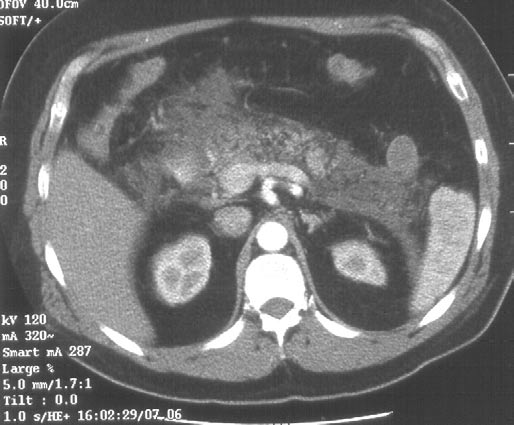 DFOV 40.0cm
SOFT/+
R
2
0
0
kV 120
mA 320~
Smart mA 287
Large %
5.0 mm/1.7:1
Tilt : 0.0
1.0 s/HE+ 16:02:29/07.06